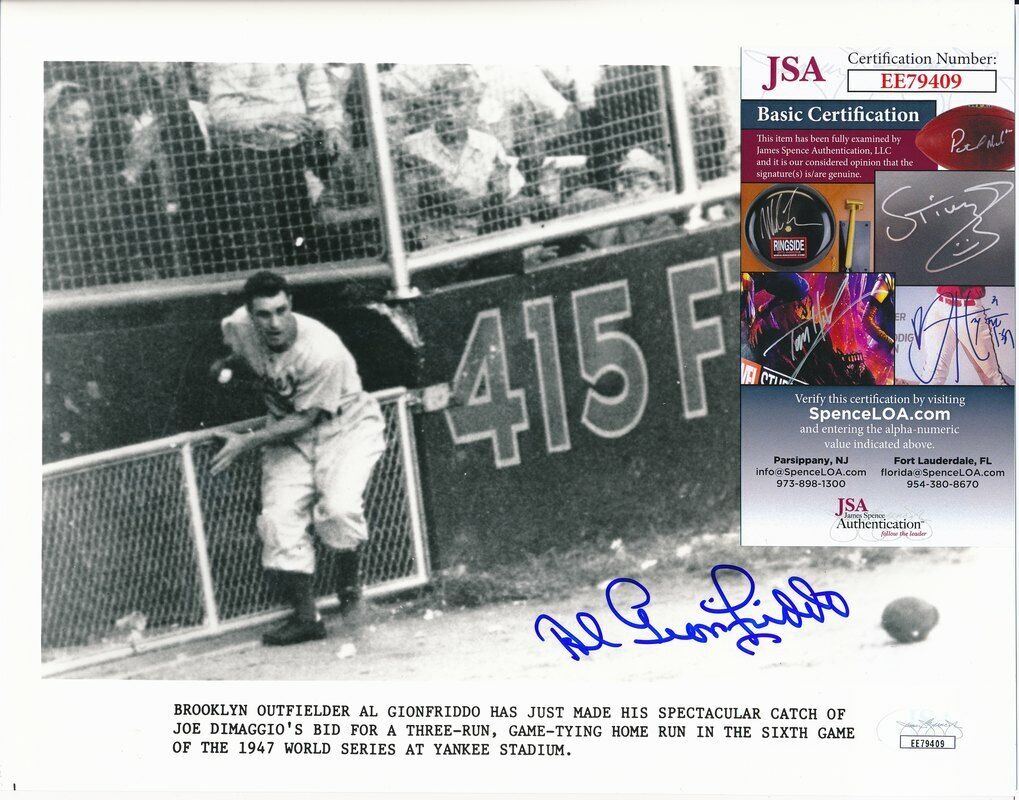 415 FT
Al Gionfriddo
BROOKLYN OUTFIELDER AL GIONFRIDDO HAS JUST MADE HIS SPECTACULAR CATCH OF
JOE DIMAGGIO'S BID FOR A THREE-RUN, GAME-TYING HOME RUN IN THE SIXTH GAME
OF THE 1947 WORLD SERIES AT YANKEE STADIUM.
EE79409
JSA
Certification Number:
EE79409
Basic Certification
This item has been fully examined by
James Spence Authentication, LLC
and it is our considered opinion that the
signature(s) is/are genuine.
RINGSIDE
Verify this certification by visiting
SpenceLOA.com
and entering the alpha-numeric
value indicated above.
Parsippany, NJ
info@SpenceLOA.com
973-898-1300
Fort Lauderdale, FL
florida@SpenceLOA.com
954-380-8670
JSA
James Spence
Authentication
follow the leader